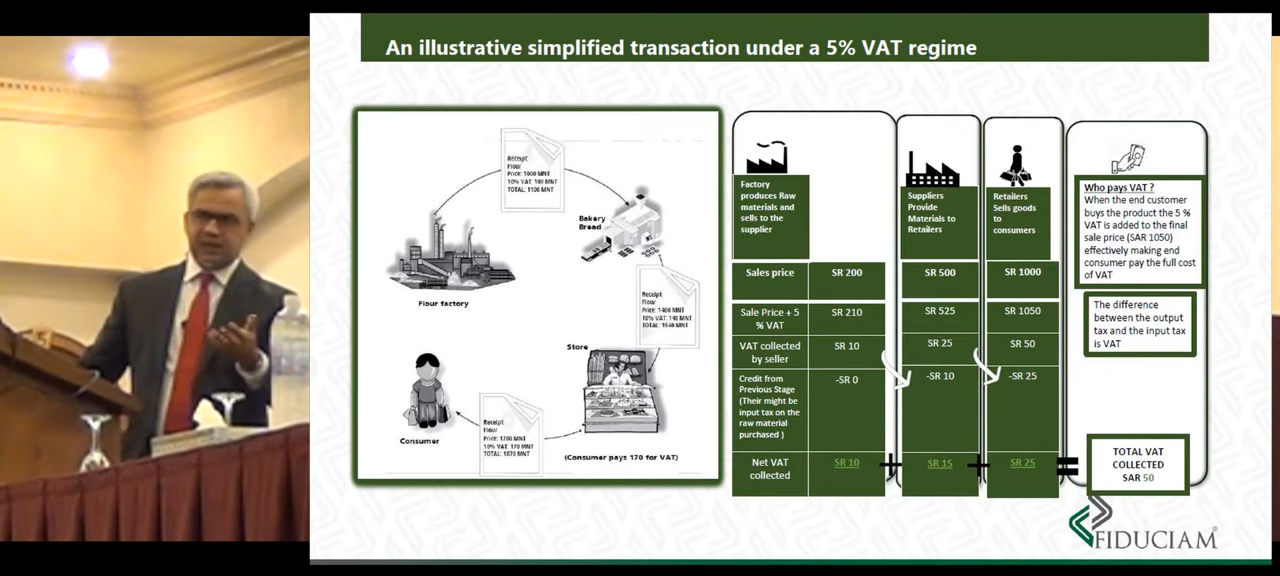 An illustrative simplified transaction under a 5% VAT regime
Receipt
Flour
Price: 1000 MNT
10% VAT: 100 MNT
TOTAL: 1100 MNT
Bakery
Bread
Flour factory
Receipt
Flour
Price: 1400 MNT
10% VAT: 140 MNT
TOTAL: 1540 MNT
Store
Consumer
Receipt
Flour
Price: 1700 MNT
10% VAT: 170 MNT
TOTAL: 1870 MNT
(Consumer pays 170 for VAT)
Factory
produces Raw
materials and
sells to the
supplier
Suppliers
Provide
Materials to
Retailers
Retailers
Sells goods
to
consumers
Sales price SR 200 SR 500 SR 1000
Sale Price + 5
% VAT
SR 210 SR 525 SR 1050
VAT collected
by seller
SR 10 SR 25 SR 50
Credit from
Previous Stage
(Their might be
input tax on the
raw material
purchased )
-SR 0 -SR 10 -SR 25
Net VAT
collected
SR 10 + SR 15 + SR 25 =
Who pays VAT ?
When the end customer
buys the product the 5 %
VAT is added to the final
sale price (SAR 1050)
effectively making end
consumer pay the full cost
of VAT
The difference
between the output
tax and the input tax
is VAT
TOTAL VAT
COLLECTED
SAR 50
FIDUCIAM